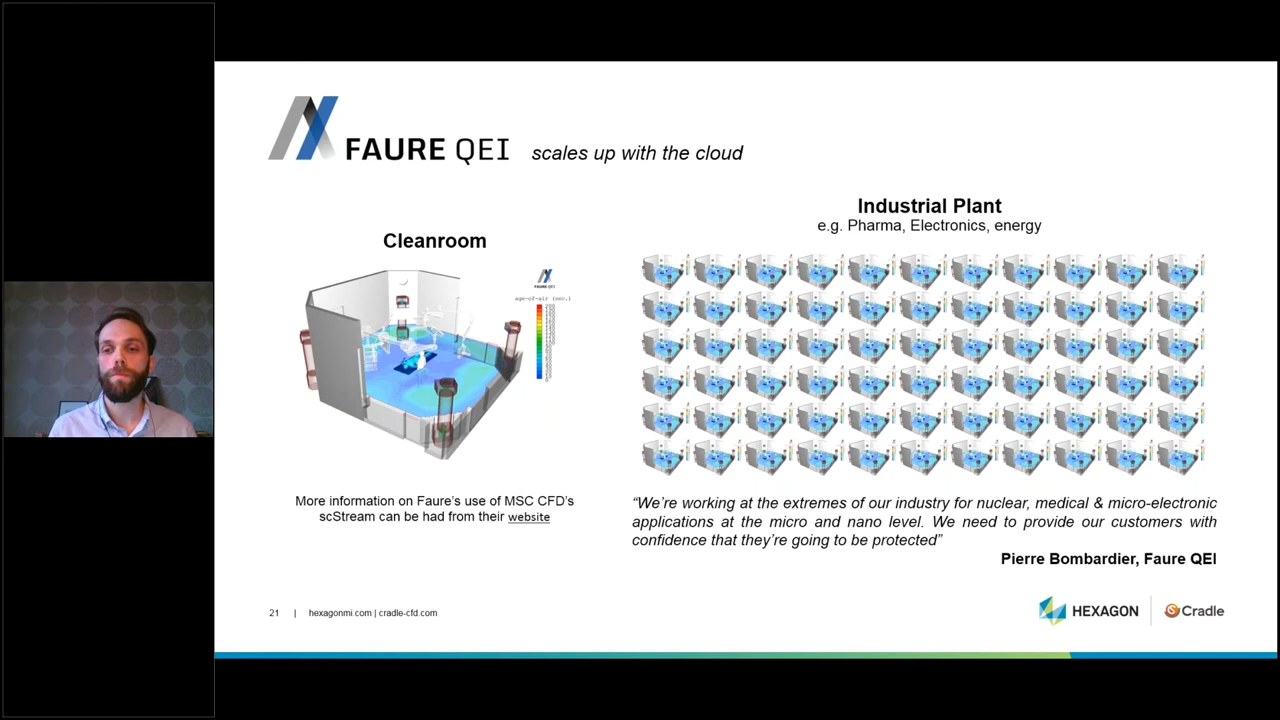 FAURE QEI scales up with the cloud
Industrial Plant
e.g. Pharma, Electronics, energy
Cleanroom
FAURE QEI
age-of-air (sec.)
200
“We’re working at the extremes of our industry for nuclear, medical & micro-electronic
applications at the micro and nano level. We need to provide our customers with
confidence that they’re going to be protected”
Pierre Bombardier, Faure QEI
More information on Faure’s use of MSC CFD’s
scStream can be had from their website
21 | hexagonmi.com | cradle-cfd.com
HEXAGON
Cradle